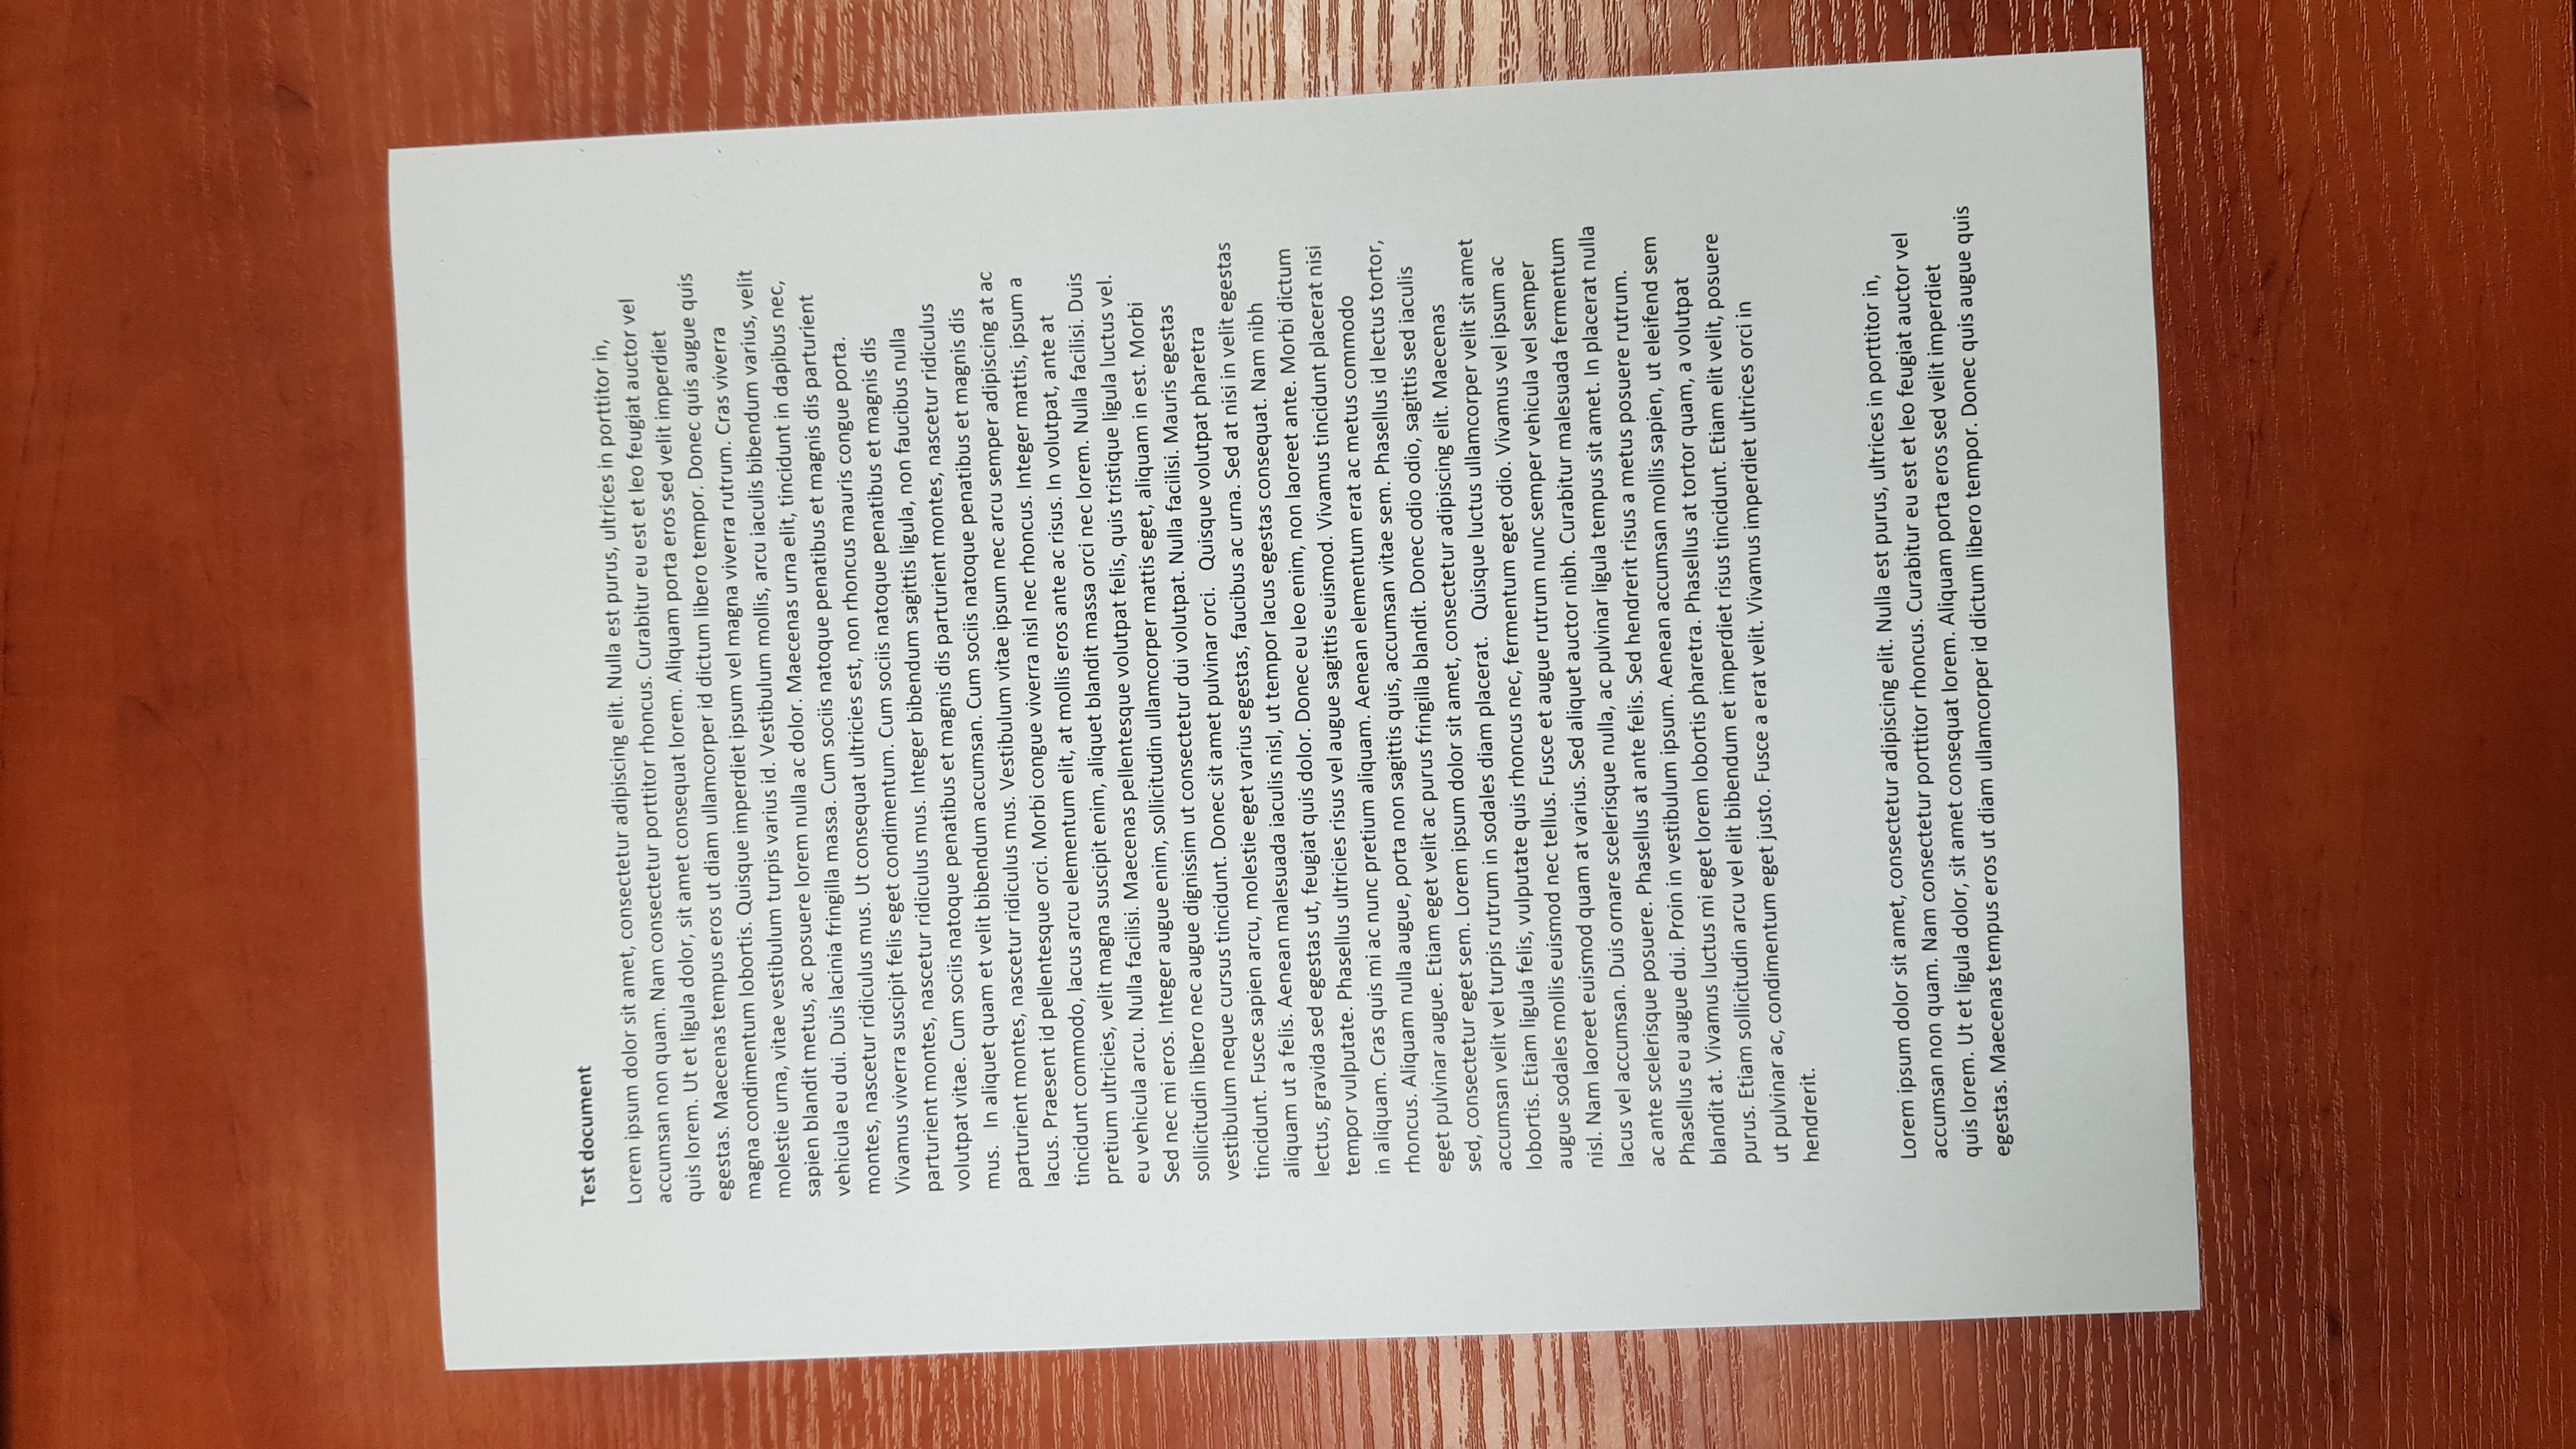 Test document
Lorem ipsum dolor sit amet, consectetur adipiscing elit. Nulla est purus, ultrices in porttitor in,
accumsan non quam. Nam consectetur porttitor rhoncus. Curabitur eu est et leo feugiat auctor vel
quis lorem. Ut et ligula dolor, sit amet consequat lorem. Aliquam porta eros sed velit imperdiet
egestas. Maecenas tempus eros ut diam ullamcorper id dictum libero tempor. Donec quis augue quis
magna condimentum lobortis. Quisque imperdiet ipsum vel magna viverra rutrum. Cras viverra
molestie urna, vitae vestibulum turpis varius id. Vestibulum mollis, arcu iaculis bibendum varius, velit
sapien blandit metus, ac posuere lorem nulla ac dolor. Maecenas urna elit, tincidunt in dapibus nec,
vehicula eu dui. Duis lacinia fringilla massa. Cum sociis natoque penatibus et magnis dis parturient
montes, nascetur ridiculus mus. Ut consequat ultricies est, non rhoncus mauris congue porta.
Vivamus viverra suscipit felis eget condimentum. Cum sociis natoque penatibus et magnis dis
parturient montes, nascetur ridiculus mus. Integer bibendum sagittis ligula, non faucibus nulla
volutpat vitae. Cum sociis natoque penatibus et magnis dis parturient montes, nascetur ridiculus
mus. In aliquet quam et velit bibendum accumsan. Cum sociis natoque penatibus et magnis dis
parturient montes, nascetur ridiculus mus. Vestibulum vitae ipsum nec arcu semper adipiscing at ac
lacus. Praesent id pellentesque orci. Morbi congue viverra nisl nec rhoncus. Integer mattis, ipsum a
tincidunt commodo, lacus arcu elementum elit, at mollis eros ante ac risus. In volutpat, ante at
pretium ultricies, velit magna suscipit enim, aliquet blandit massa orci nec lorem. Nulla facilisi. Duis
eu vehicula arcu. Nulla facilisi. Maecenas pellentesque volutpat felis, quis tristique ligula luctus vel.
Sed nec mi eros. Integer augue enim, sollicitudin ullamcorper mattis eget, aliquam in est. Morbi
sollicitudin libero nec augue dignissim ut consectetur dui volutpat. Nulla facilisi. Mauris egestas
vestibulum neque cursus tincidunt. Donec sit amet pulvinar orci. Quisque volutpat pharetra
tincidunt. Fusce sapien arcu, molestie eget varius egestas, faucibus ac urna. Sed at nisi in velit egestas
aliquam ut a felis. Aenean malesuada iaculis nisl, ut tempor lacus egestas consequat. Nam nibh
lectus, gravida sed egestas ut, feugiat quis dolor. Donec eu leo enim, non laoreet ante. Morbi dictum
tempor vulputate. Phasellus ultricies risus vel augue sagittis euismod. Vivamus tincidunt placerat nisi
in aliquam. Cras quis mi ac nunc pretium aliquam. Aenean elementum erat ac metus commodo
rhoncus. Aliquam nulla augue, porta non sagittis quis, accumsan vitae sem. Phasellus id lectus tortor,
eget pulvinar augue. Etiam eget velit ac purus fringilla blandit. Donec odio odio, sagittis sed iaculis
sed, consectetur eget sem. Lorem ipsum dolor sit amet, consectetur adipiscing elit. Maecenas
accumsan velit vel turpis rutrum in sodales diam placerat. Quisque luctus ullamcorper velit sit amet
lobortis. Etiam ligula felis, vulputate quis rhoncus nec, fermentum eget odio. Vivamus vel ipsum ac
augue sodales mollis euismod nec tellus. Fusce et augue rutrum nunc semper vehicula vel semper
nisl. Nam laoreet euismod quam at varius. Sed aliquet auctor nibh. Curabitur malesuada fermentum
lacus vel accumsan. Duis ornare scelerisque nulla, ac pulvinar ligula tempus sit amet. In placerat nulla
ac ante scelerisque posuere. Phasellus at ante felis. Sed hendrerit risus a metus posuere rutrum.
Phasellus eu augue dui. Proin in vestibulum ipsum. Aenean accumsan mollis sapien, ut eleifend sem
blandit at. Vivamus luctus mi eget lorem lobortis pharetra. Phasellus at tortor quam, a volutpat
purus. Etiam sollicitudin arcu vel elit bibendum et imperdiet risus tincidunt. Etiam elit velit, posuere
ut pulvinar ac, condimentum eget justo. Fusce a erat velit. Vivamus imperdiet ultrices orci in
hendrerit.
Lorem ipsum dolor sit amet, consectetur adipiscing elit. Nulla est purus, ultrices in porttitor in,
accumsan non quam. Nam consectetur porttitor rhoncus. Curabitur eu est et leo feugiat auctor vel
quis lorem. Ut et ligula dolor, sit amet consequat lorem. Aliquam porta eros sed velit imperdiet
egestas. Maecenas tempus eros ut diam ullamcorper id dictum libero tempor. Donec quis augue quis